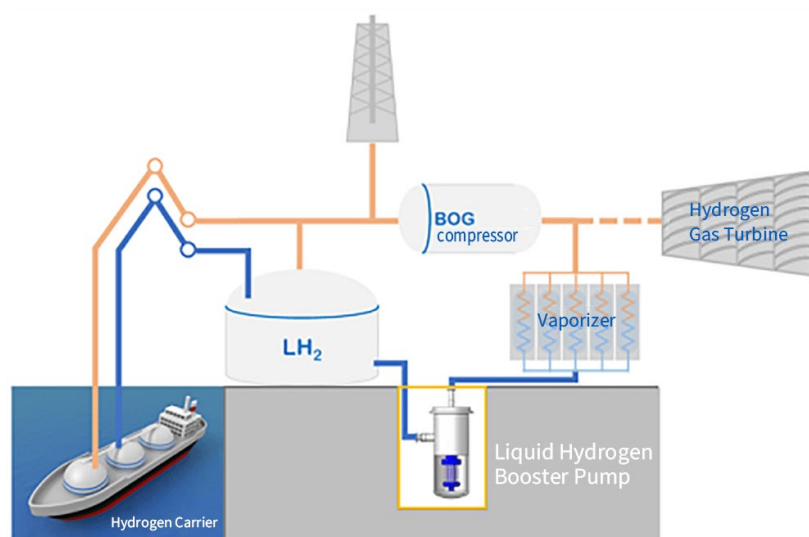 BOG
compressor
Hydrogen
Gas Turbine
Vaporizer
LH₂
Liquid Hydrogen
Booster Pump
Hydrogen Carrier